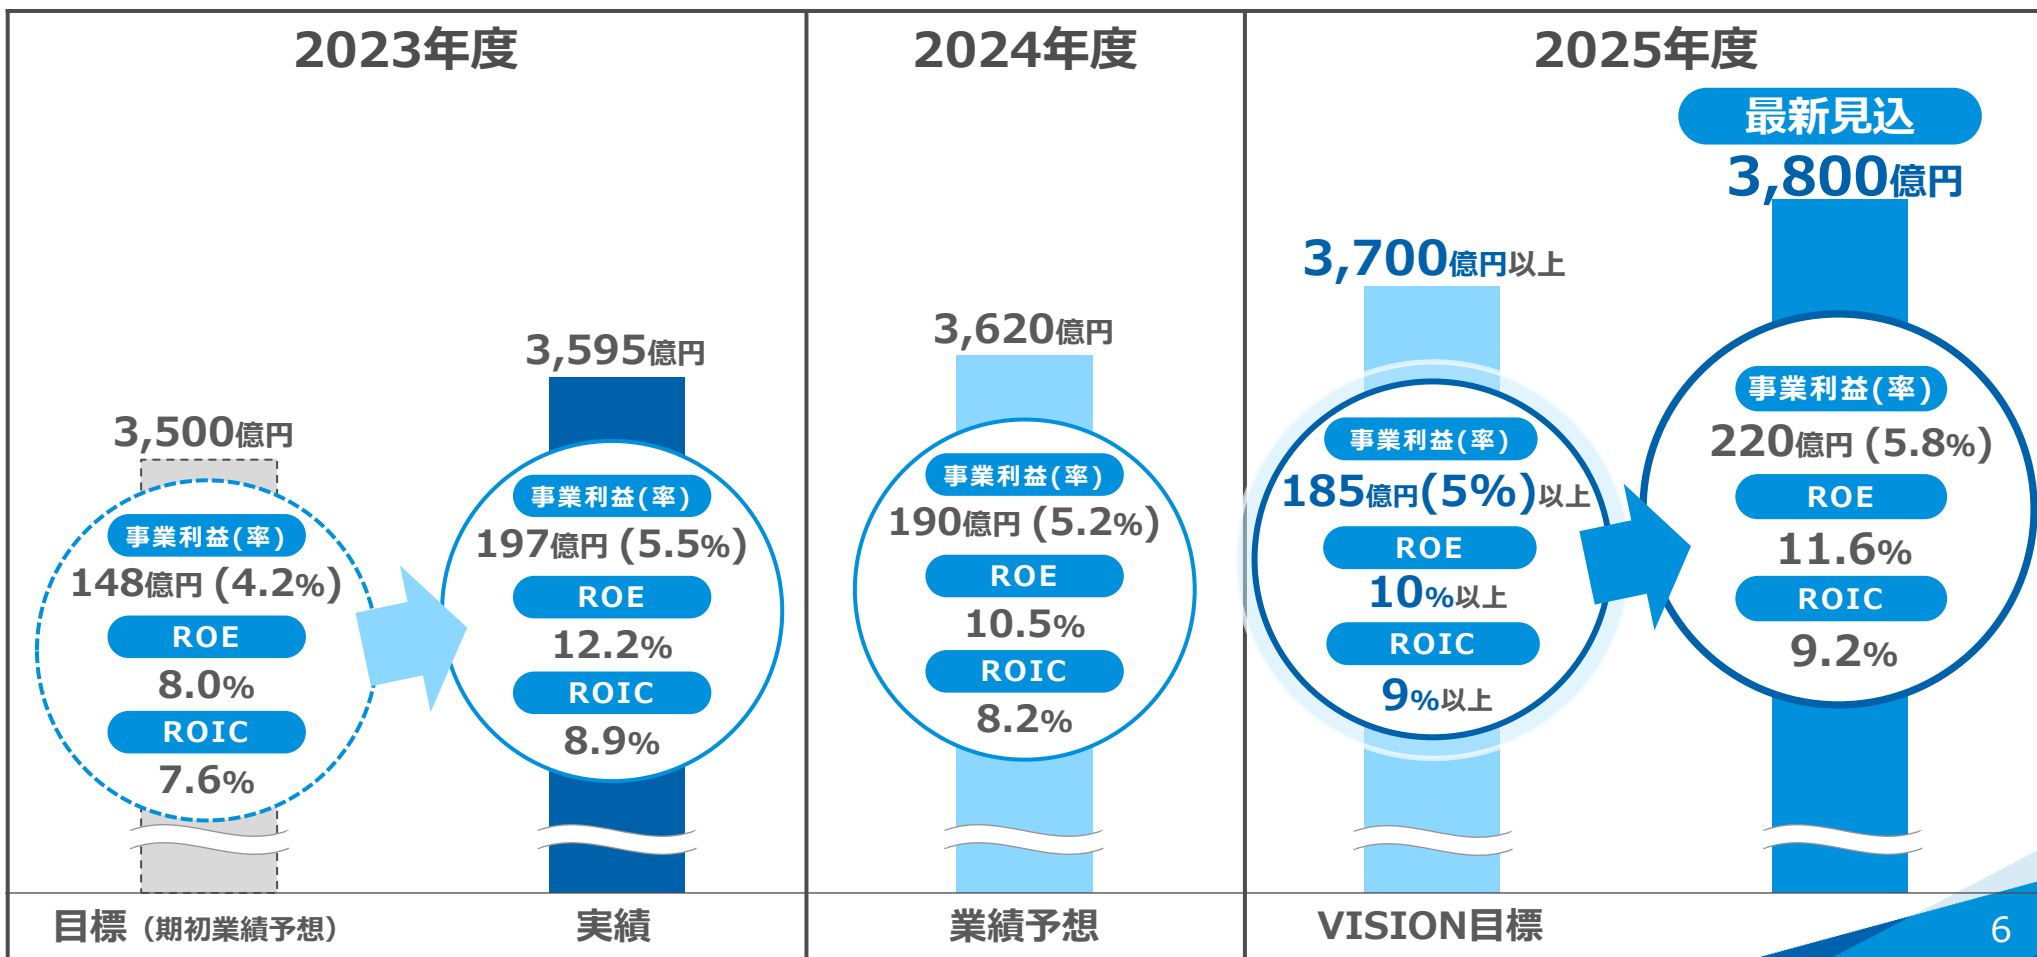 2023年度
3,500億円
事業利益(率)
148億円 (4.2%)
ROE
8.0%
ROIC
7.6%
目標（期初業績予想）
3,595億円
事業利益(率)
197億円 (5.5%)
ROE
12.2%
ROIC
8.9%
実績
2024年度
3,620億円
事業利益(率)
190億円 (5.2%)
ROE
10.5%
ROIC
8.2%
業績予想
2025年度
3,700億円以上
事業利益(率)
185億円(5%)以上
ROE
10%以上
ROIC
9%以上
VISION目標
最新見込
3,800億円
事業利益(率)
220億円 (5.8%)
ROE
11.6%
ROIC
9.2%
6